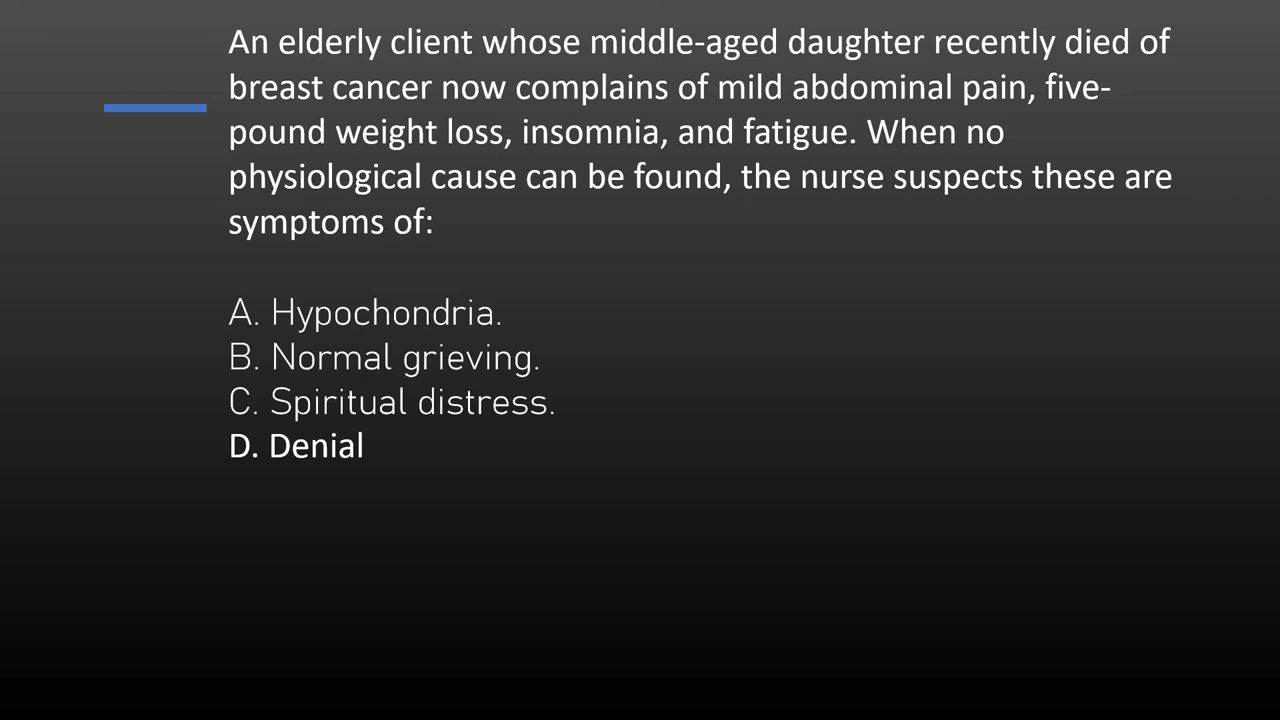 An elderly client whose middle-aged daughter recently died of
breast cancer now complains of mild abdominal pain, five-
pound weight loss, insomnia, and fatigue. When no
physiological cause can be found, the nurse suspects these are
symptoms of:
A. Hypochondria.
B. Normal grieving.
C. Spiritual distress.
D. Denial